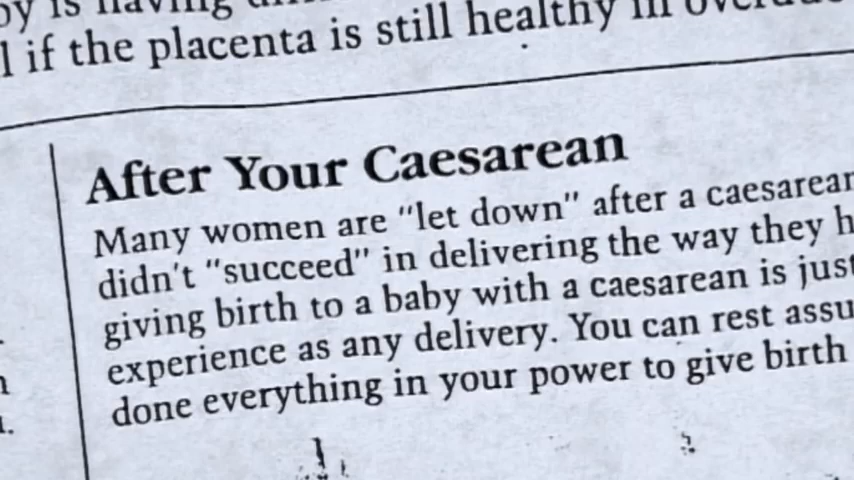 is having
if the placenta is still healthy in
After Your Caesarean
Many women are "let down" after a caesarean
didn't "succeed" in delivering the way they h
giving birth to a baby with a caesarean is just
experience as any delivery. You can rest assu
done everything in your power to give birth